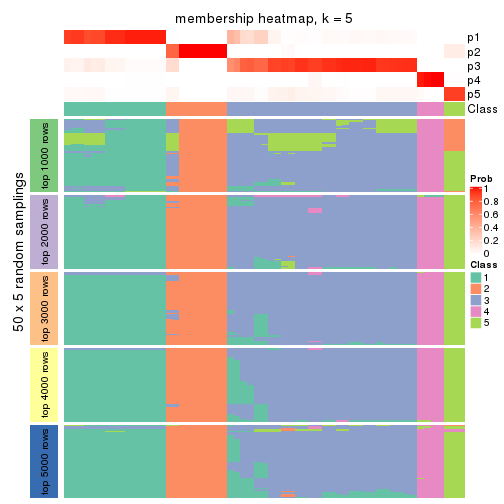 membership heatmap, k = 5
p1
p2
p3
p4
p5
Class
50 x 5 random samplings
top 1000 rows
top 2000 rows
top 3000 rows
top 4000 rows
top 5000 rows
Prob
1
0.8
0.6
0.4
0.2
0
Class
1
2
3
4
5